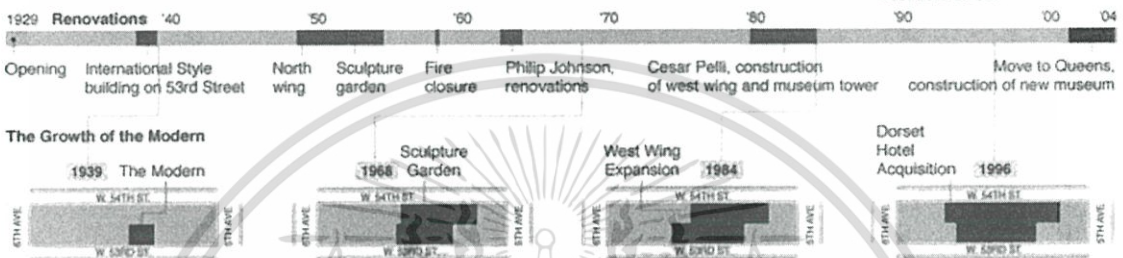 1929 Renovations '40 '50 '60 '70 '80 '90 '00 '04
Opening
International Style
building on 53rd Street
North
wing
Sculpture
garden
Fire
closure
Philip Johnson,
renovations
Cesar Pelli, construction
of west wing and museum tower
Move to Queens,
construction of new museum
The Growth of the Modern
1939 The Modern
W. 54TH ST.
6TH AVE.
5TH AVE.
W. 53RD ST.
Sculpture
1968 Garden
W. 54TH ST.
6TH AVE.
5TH AVE.
W. 53RD ST.
West Wing
Expansion 1984
W. 54TH ST.
6TH AVE.
5TH AVE.
W. 53RD ST.
Dorset
Hotel
Acquisition 1996
W. 54TH ST.
6TH AVE.
5TH AVE.
W. 53RD ST.